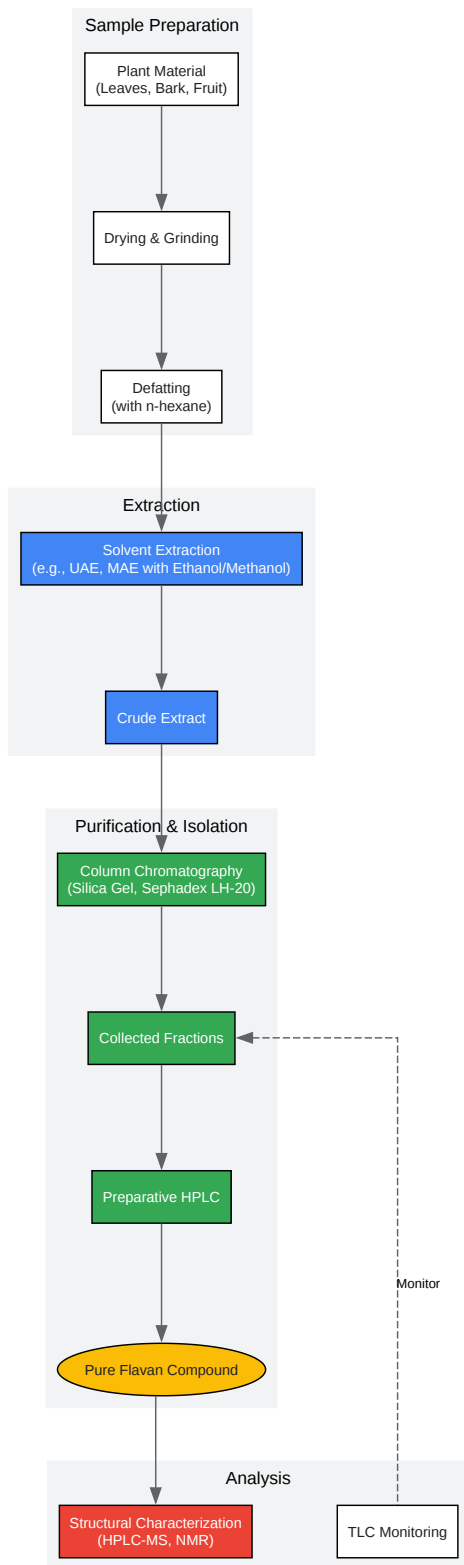 Sample Preparation
Plant Material
(Leaves, Bark, Fruit)
Drying & Grinding
Defatting
(with n-hexane)
Extraction
Solvent Extraction
(e.g., UAE, MAE with Ethanol/Methanol)
Crude Extract
Purification & Isolation
Column Chromatography
(Silica Gel, Sephadex LH-20)
Collected Fractions
Preparative HPLC
Monitor
Pure Flavan Compound
Analysis
Structural Characterization
(HPLC-MS, NMR)
TLC Monitoring